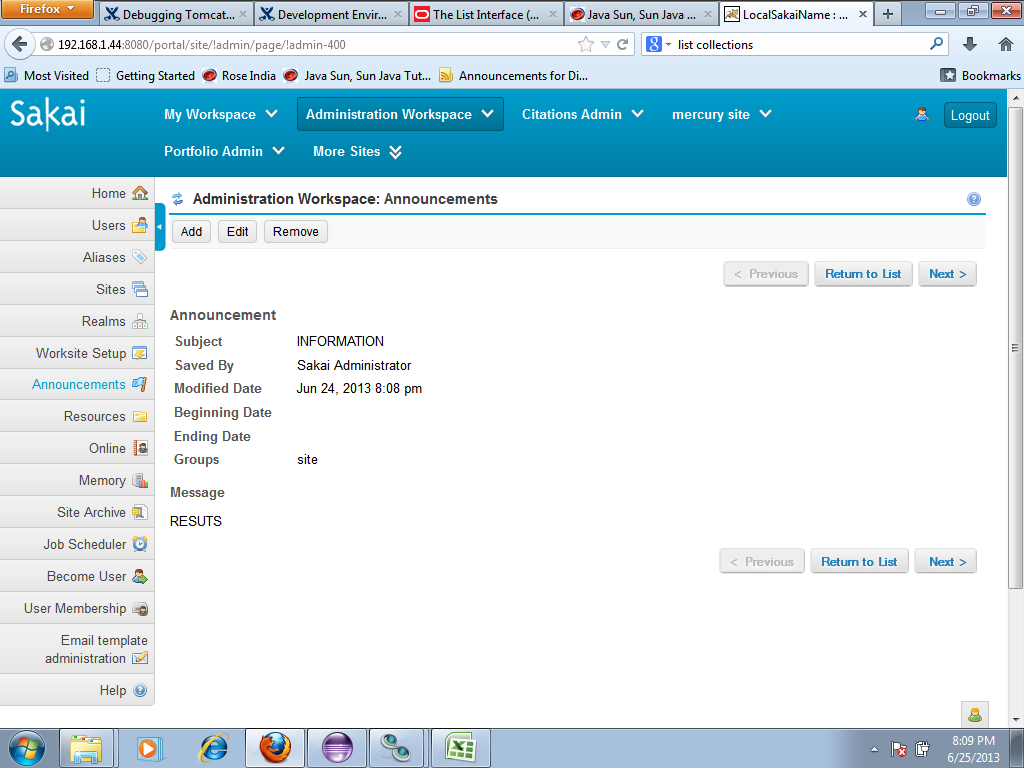 Firefox
Debugging Tomcat...
Development Envir...
The List Interface (...
Java Sun, Sun Java ...
LocalSakaiName : ...
192.168.1.44:8080/portal/site/!admin/page/!admin-400
list collections
Most Visited
Getting Started
Rose India
Java Sun, Sun Java Tut...
Announcements for Di...
Bookmarks
Sakai
My Workspace
Administration Workspace
Citations Admin
mercury site
Logout
Portfolio Admin
More Sites
Home
Users
Aliases
Sites
Realms
Worksite Setup
Announcements
Resources
Online
Memory
Site Archive
Job Scheduler
Become User
User Membership
Email template
administration
Help
Administration Workspace: Announcements
Add
Edit
Remove
< Previous
Return to List
Next >
Announcement
Subject INFORMATION
Saved By Sakai Administrator
Modified Date Jun 24, 2013 8:08 pm
Beginning Date
Ending Date
Groups site
Message
RESUTS
< Previous
Return to List
Next >
8:09 PM
6/25/2013